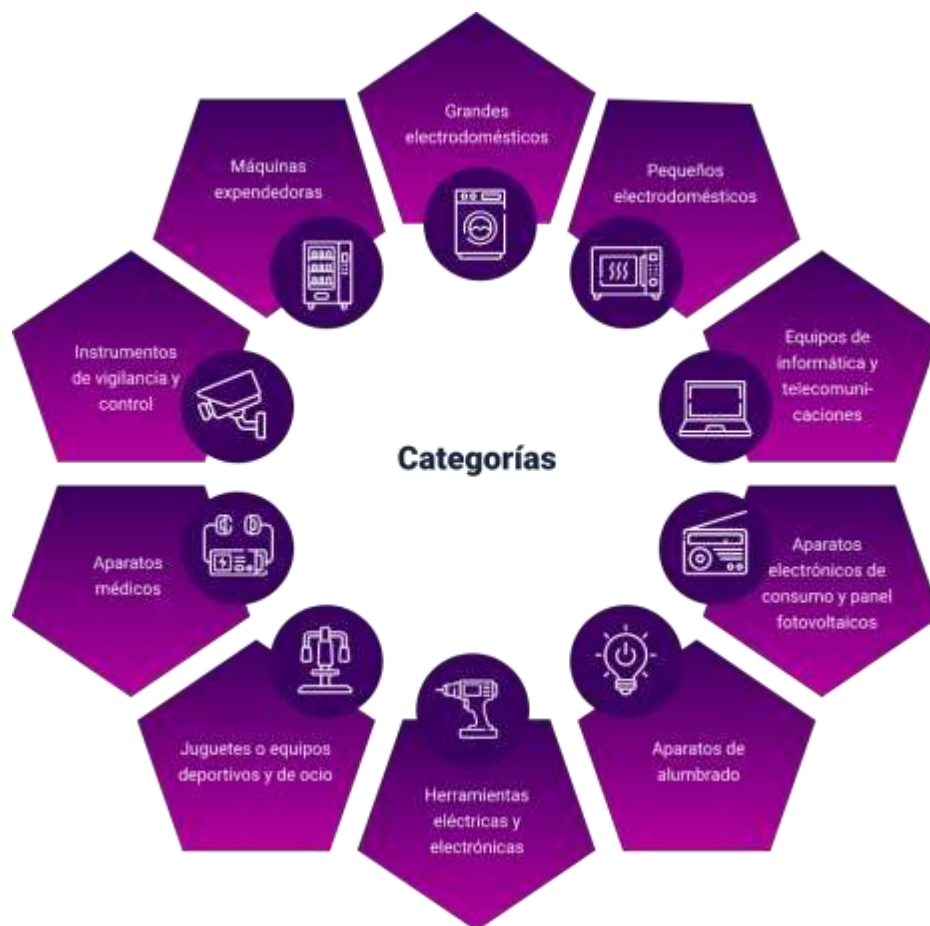 Grandes
electrodomésticos
Pequeños
electrodomésticos
Equipos de
informática y
telecomuni-
caciones
Aparatos
electrónicos de
consumo y panel
fotovoltaicos
Aparatos de
alumbrado
Herramientas
eléctricas y
electrónicas
Juguetes o equipos
deportivos y de ocio
Aparatos
médicos
Instrumentos
de vigilancia y
control
Máquinas
expendedoras
Categorías